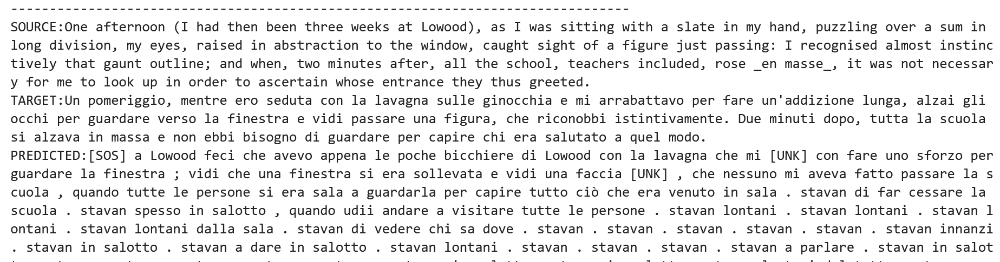 --------------------------------------------------------------------------------
SOURCE:One afternoon (I had then been three weeks at Lowood), as I was sitting with a slate in my hand, puzzling over a sum in
long division, my eyes, raised in abstraction to the window, caught sight of a figure just passing: I recognised almost instinc
tively that gaunt outline; and when, two minutes after, all the school, teachers included, rose _en masse_, it was not necessar
y for me to look up in order to ascertain whose entrance they thus greeted.
TARGET:Un pomeriggio, mentre ero seduta con la lavagna sulle ginocchia e mi arrabattavo per fare un'addizione lunga, alzai gli
occhi per guardare verso la finestra e vidi passare una figura, che riconobbi istintivamente. Due minuti dopo, tutta la scuola
si alzava in massa e non ebbi bisogno di guardare per capire chi era salutato a quel modo.
PREDICTED:[SOS] a Lowood feci che avevo appena le poche bicchiere di Lowood con la lavagna che mi [UNK] con fare uno sforzo per
guardare la finestra ; vidi che una finestra si era sollevata e vidi una faccia [UNK] , che nessuno mi aveva fatto passare la s
cuola , quando tutte le persone si era sala a guardarla per capire tutto ciò che era venuto in sala . stavan di far cessare la
scuola . stavan spesso in salotto , quando udii andare a visitare tutte le persone . stavan lontani . stavan lontani . stavan l
ontani . stavan lontani dalla sala . stavan di vedere chi sa dove . stavan . stavan . stavan . stavan . stavan . stavan innanzi
. stavan in salotto . stavan a dare in salotto . stavan lontani . stavan . stavan . stavan . stavan a parlare . stavan in salot